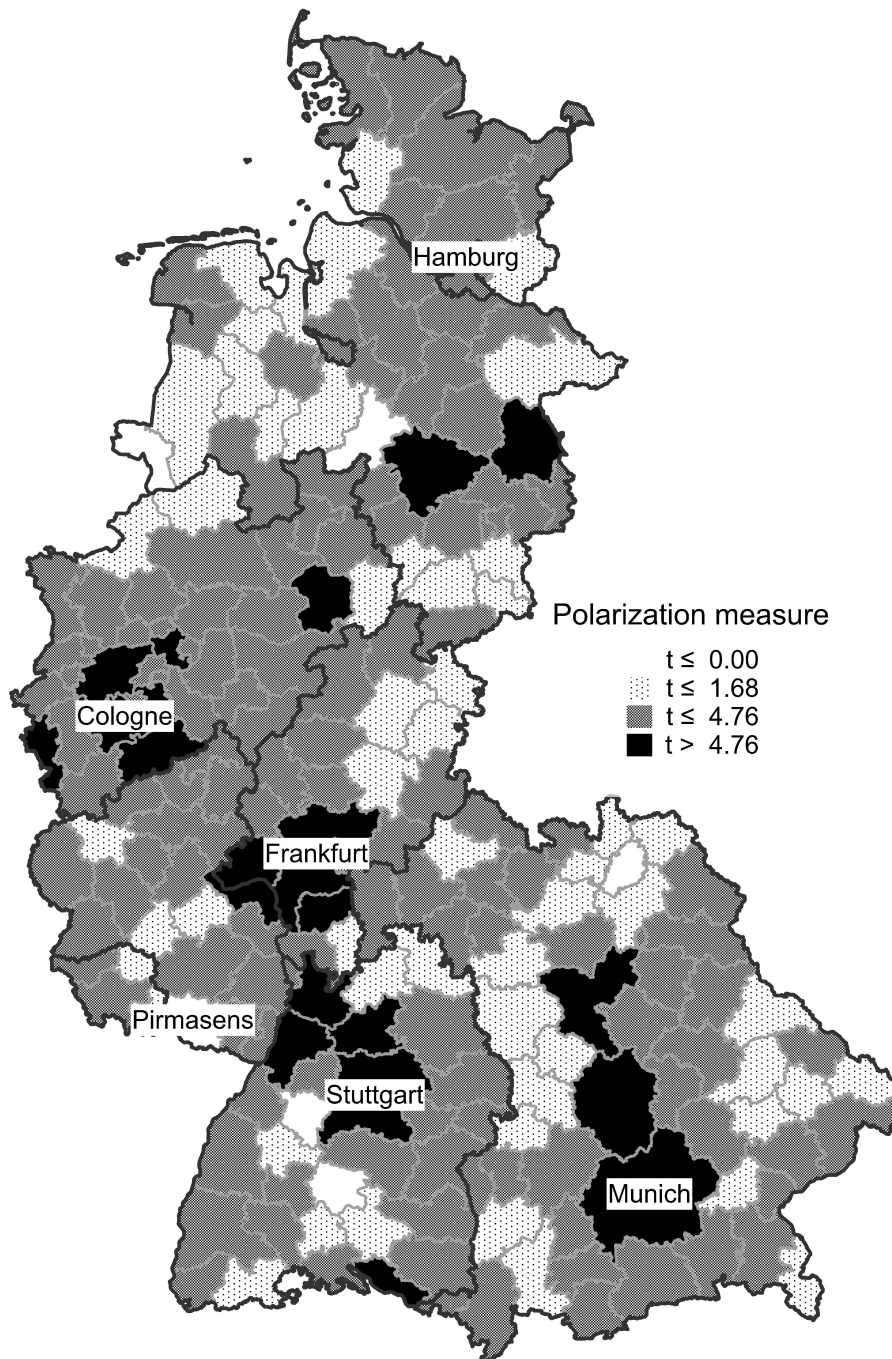 Hamburg
Polarization measure
t ≤ 0.00
t ≤ 1.68
t ≤ 4.76
t > 4.76
Cologne
Frankfurt
Pirmasens
Stuttgart
Munich